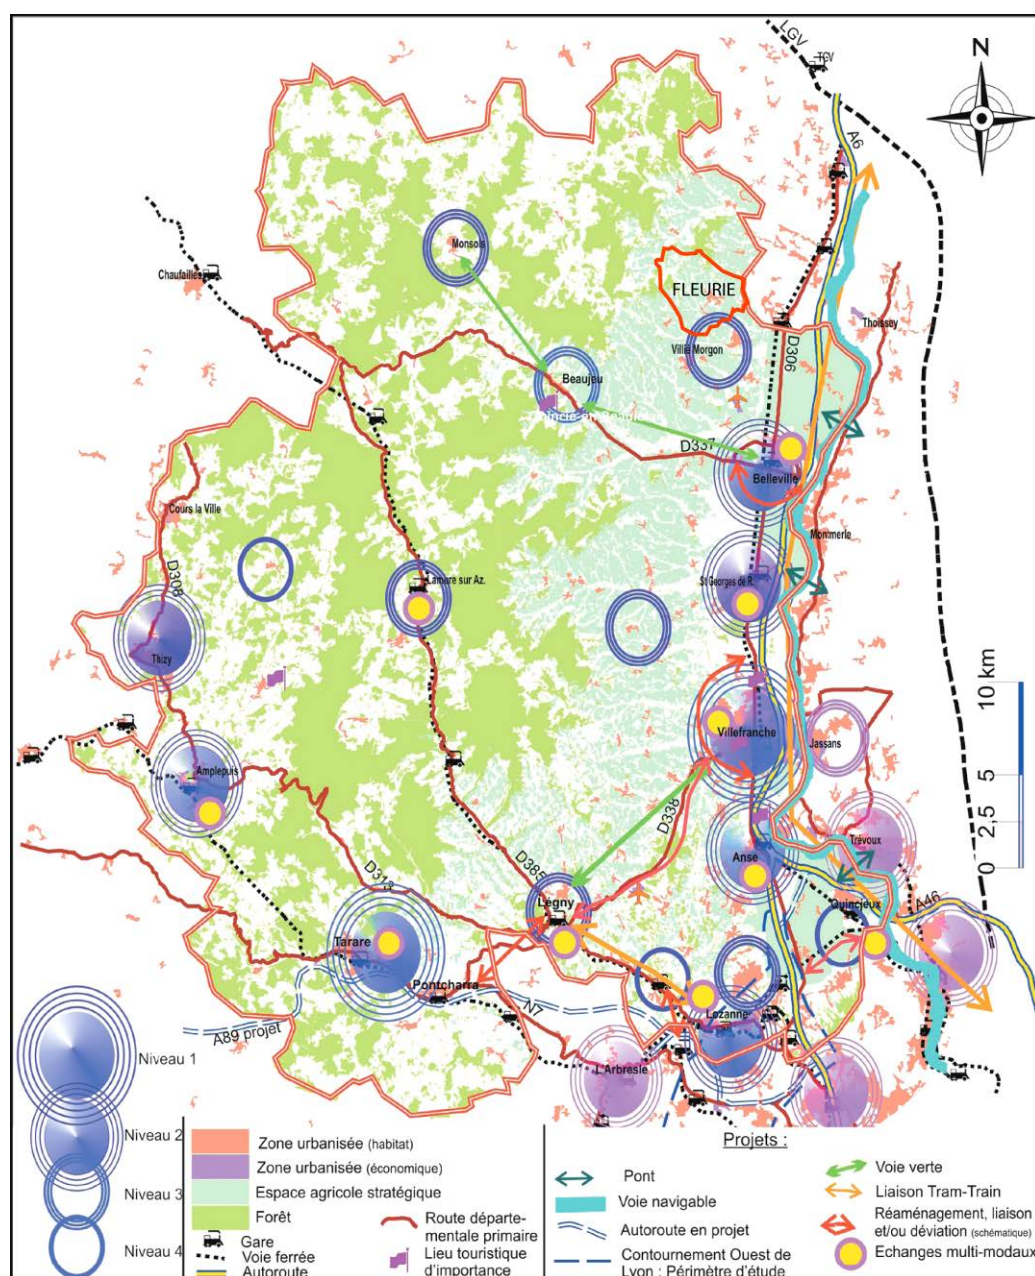 LGV
TGV
N
A6
Monsols
Chauffailles
FLEURIE
Thoissey
Villié Morgon
D306
Beaujeu
D337
Belleville
Cours la Ville
Mommerle
D308
Lamure sur Az.
St Georges de R.
Thizy
10 km
Villefranche
Jassans
Amplepuis
5
D338
2,5
Trévoux
Anse
0
D385
D313
Quincieux
A46
Légny
Tarare
Pontcharra
N7
Lozanne
A89 projet
L'Arbresle
Niveau 1
Niveau 2
Niveau 3
Niveau 4
Zone urbanisée (habitat)
Zone urbanisée (économique)
Espace agricole stratégique
Forêt
Gare
Voie ferrée
Autoroute
Route départe-
mentale primaire
Lieu touristique
d'importance
Projets :
Pont
Voie navigable
Autoroute en projet
Contournement Ouest de
Lyon : Périmètre d'étude
Voie verte
Liaison Tram-Train
Réaménagement, liaison
et/ou déviation (schématique)
Echanges multi-modaux